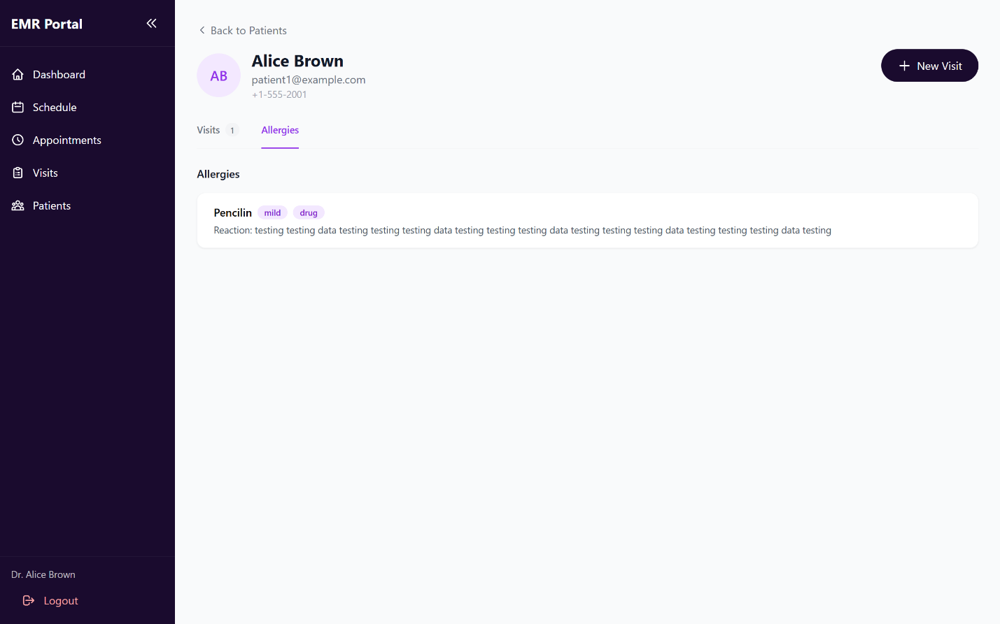 EMR Portal
Dashboard
Schedule
Appointments
Visits
Patients
Dr. Alice Brown
Logout
Back to Patients
AB
Alice Brown
patient1@example.com
+1-555-2001
New Visit
Visits 1 Allergies
Allergies
Pencilin mild drug
Reaction: testing testing data testing testing testing data testing testing testing data testing testing testing data testing testing testing data testing